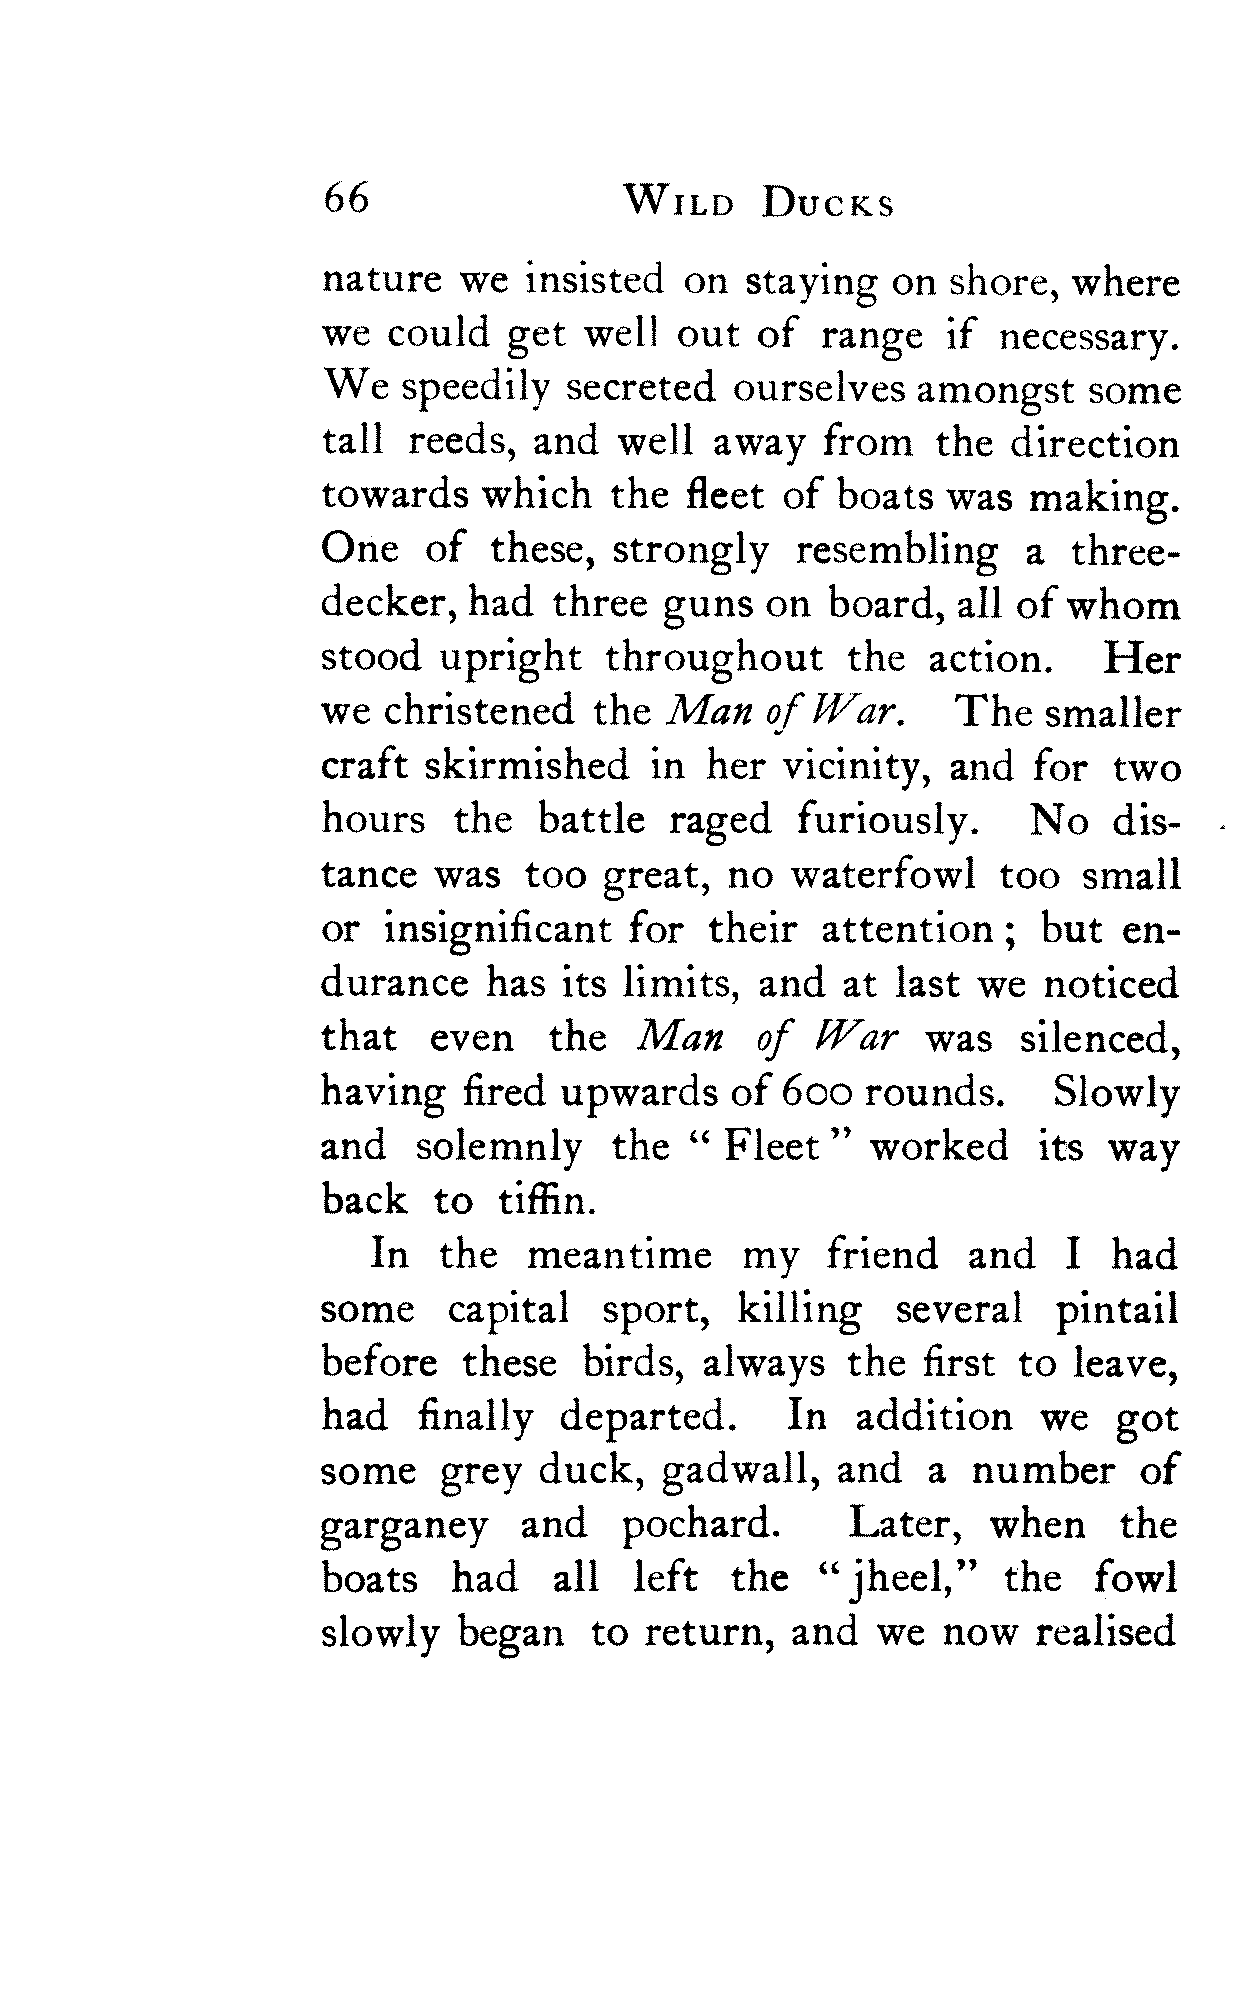 66 Wild Ducks
nature we insisted on staying on shore, where
we could get well out of range if necessary.
We speedily secreted ourselves amongst some
tall reeds, and well away from the direction
towards which the fleet of boats was making.
One of these, strongly resembling a three-
decker, had three guns on board, all of whom
stood upright throughout the action. Her
we christened the Man of War. The smaller
craft skirmished in her vicinity, and for two
hours the battle raged furiously. No dis-
tance was too great, no waterfowl too small
or insignificant for their attention ; but en-
durance has its limits, and at last we noticed
that even the Man of War was silenced,
having fired upwards of 600 rounds. Slowly
and solemnly the “ Fleet ” worked its way
back to tiffin.
In the meantime my friend and I had
some capital sport, killing several pintail
before these birds, always the first to leave,
had finally departed. In addition we got
some grey duck, gadwall, and a number of
garganey and pochard. Later, when the
boats had all left the “ jheel,” the fowl
slowly began to return, and we now realised